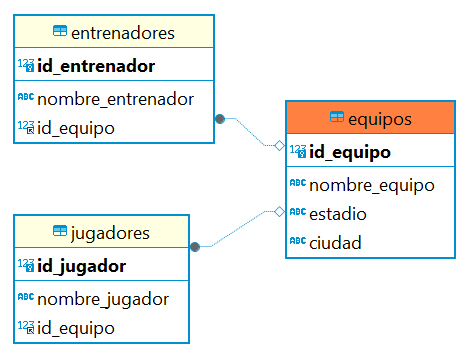 entrenadores
123 id_entrenador
ABC nombre_entrenador
123 id_equipo
equipos
123 id_equipo
ABC nombre_equipo
ABC estadio
ABC ciudad
jugadores
123 id_jugador
ABC nombre_jugador
123 id_equipo